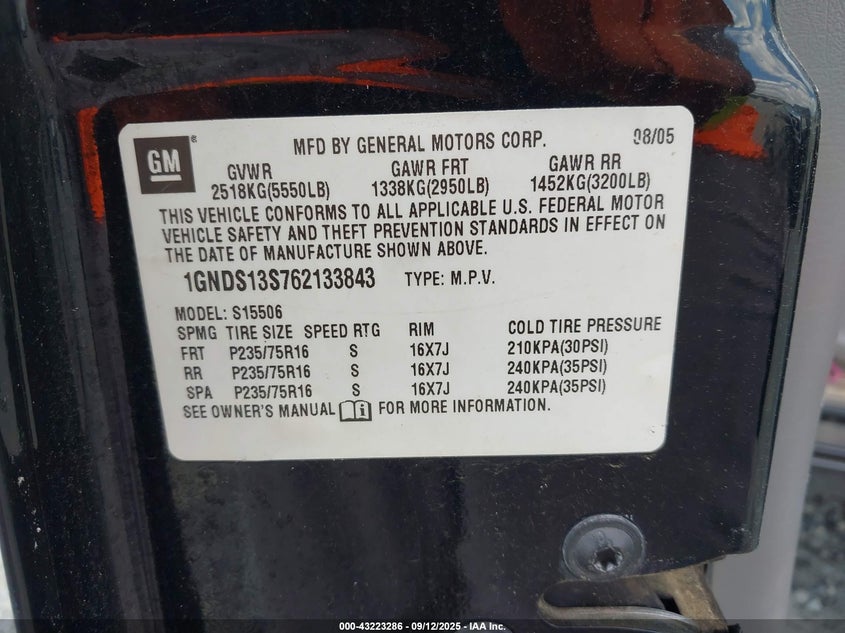 GM
MFD BY GENERAL MOTORS CORP. 08/05
GVWR GAWR FRT GAWR RR
2518KG(5550LB) 1338KG(2950LB) 1452KG(3200LB)
THIS VEHICLE CONFORMS TO ALL APPLICABLE U.S. FEDERAL MOTOR
VEHICLE SAFETY AND THEFT PREVENTION STANDARDS IN EFFECT ON
THE DATE OF MANUFACTURE SHOWN ABOVE.
1GNDS13S762133843 TYPE: M.P.V.
MODEL: S15506
SPMG TIRE SIZE SPEED RTG RIM COLD TIRE PRESSURE
FRT P235/75R16 S 16X7J 210KPA(30PSI)
RR P235/75R16 S 16X7J 240KPA(35PSI)
SPA P235/75R16 S 16X7J 240KPA(35PSI)
SEE OWNER'S MANUAL FOR MORE INFORMATION.
000-43223286 - 09/12/2025 - IAA Inc.